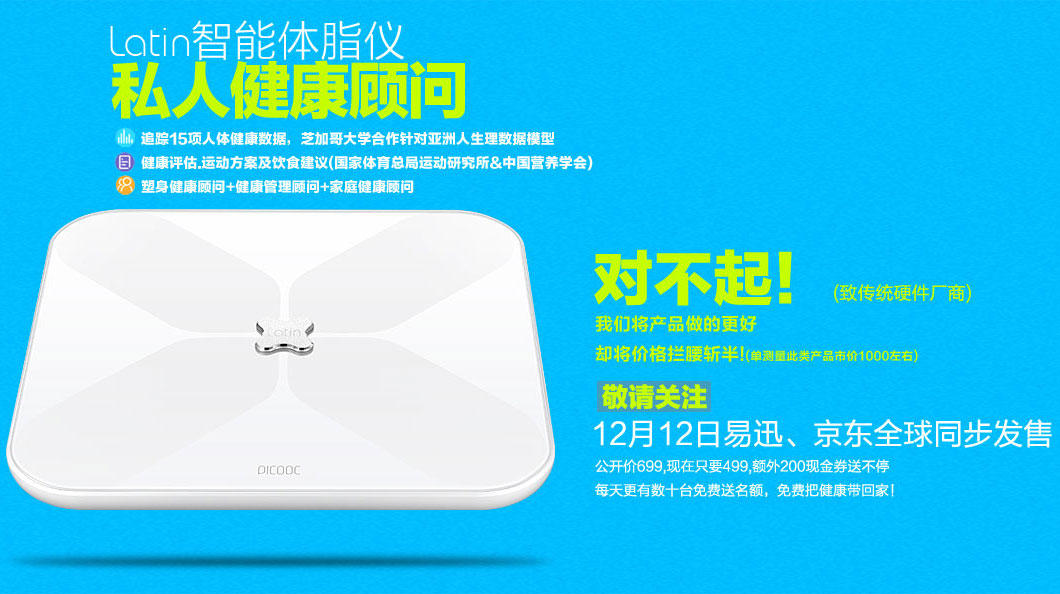 Latin智能体脂仪
私人健康顾问
追踪15项人体健康数据，芝加哥大学合作针对亚洲人生理数据模型
健康评估.运动方案及饮食建议(国家体育总局运动研究所&中国营养学会)
塑身健康顾问+健康管理顾问+家庭健康顾问
Latin
PICOOC
对不起!
(致传统硬件厂商)
我们将产品做的更好
却将价格拦腰斩半!(单测量此类产品市价1000左右)
敬请关注
12月12日易迅、京东全球同步发售
公开价699,现在只要499,额外200现金券送不停
每天更有数十台免费送名额，免费把健康带回家!